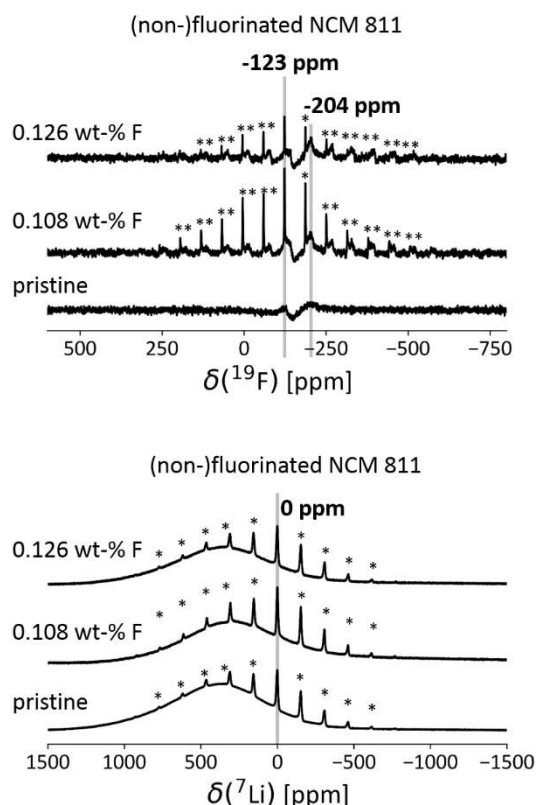 (non-)fluorinated NCM 811
-123 ppm
-204 ppm
0.126 wt-% F
** ** ** ** * ** ** ** ** **
0.108 wt-% F
** ** ** ** ** * ** ** ** ** **
pristine
500 250 0 −250 −500 −750
δ(¹⁹F) [ppm]
(non-)fluorinated NCM 811
0 ppm
0.126 wt-% F
* * * * * * * * *
0.108 wt-% F
* * * * * * * * *
pristine
* * * * * * * * *
1500 1000 500 0 −500 −1000 −1500
δ(⁷Li) [ppm]